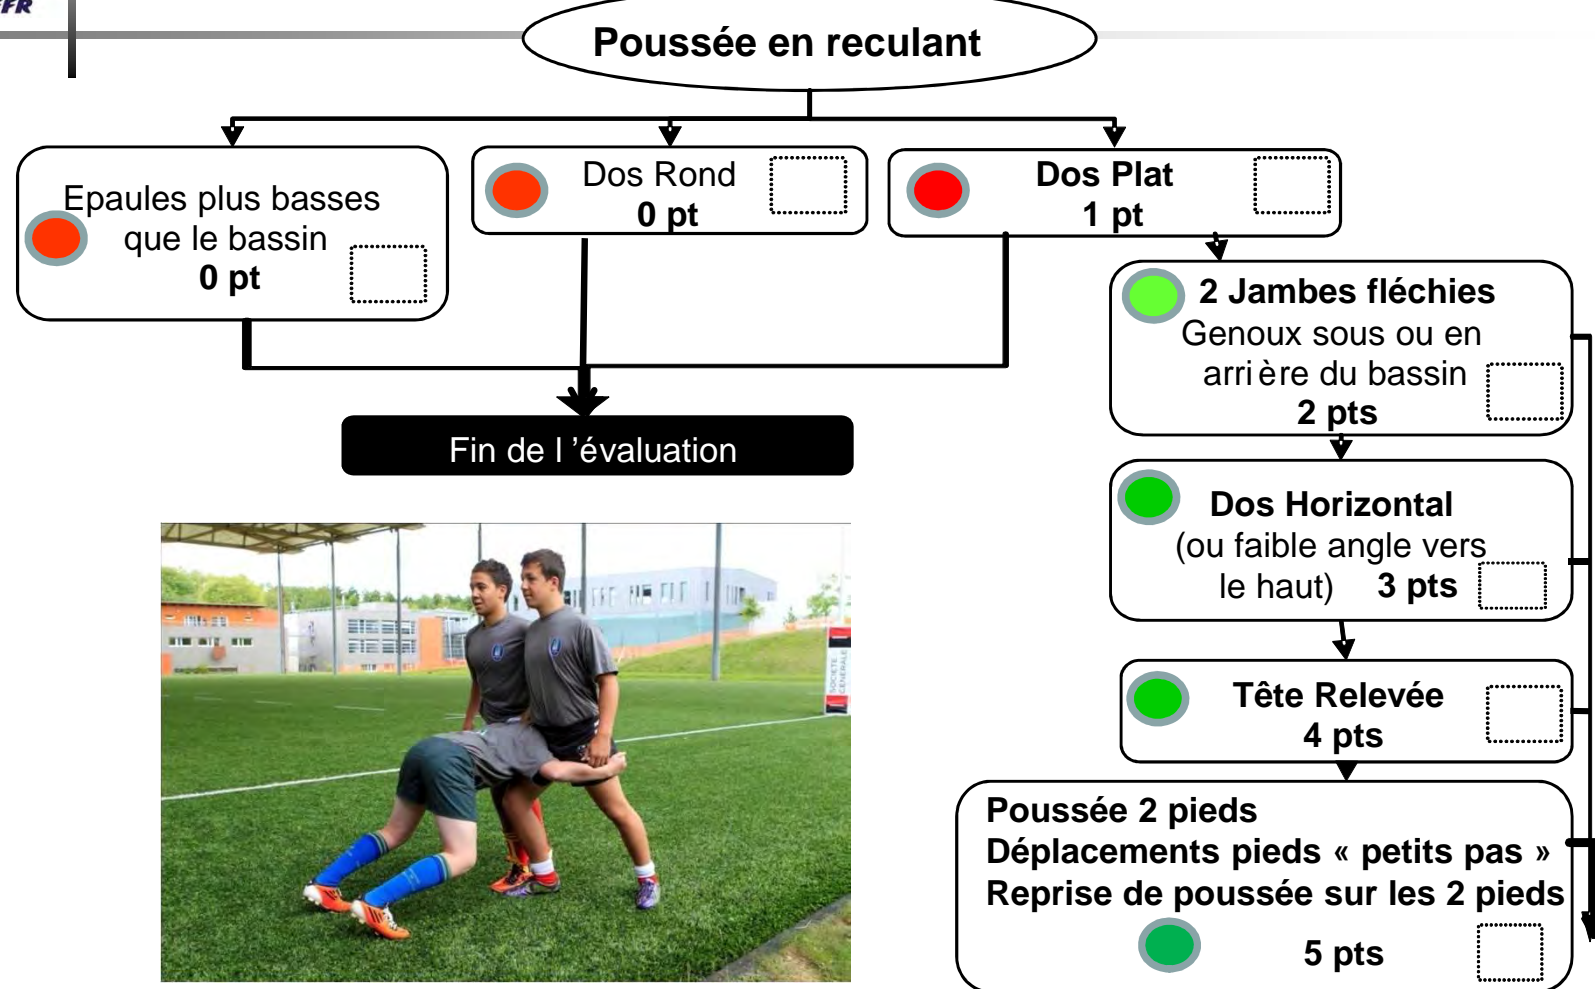 FFR
Poussée en reculant
Epaules plus basses
que le bassin
0 pt
Dos Rond
0 pt
Dos Plat
1 pt
2 Jambes fléchies
Genoux sous ou en
arrière du bassin
2 pts
Dos Horizontal
(ou faible angle vers
le haut) 3 pts
Tête Relevée
4 pts
Poussée 2 pieds
Déplacements pieds « petits pas »
Reprise de poussée sur les 2 pieds
5 pts
Fin de l ’évaluation
SOCIETE
GENERALE